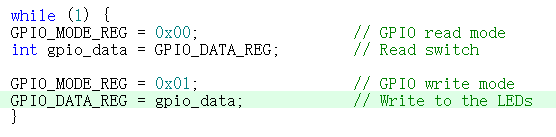 while (1) {
GPIO_MODE_REG = 0x00; // GPIO read mode
int gpio_data = GPIO_DATA_REG; // Read switch
GPIO_MODE_REG = 0x01; // GPIO write mode
GPIO_DATA_REG = gpio_data; // Write to the LEDs
}